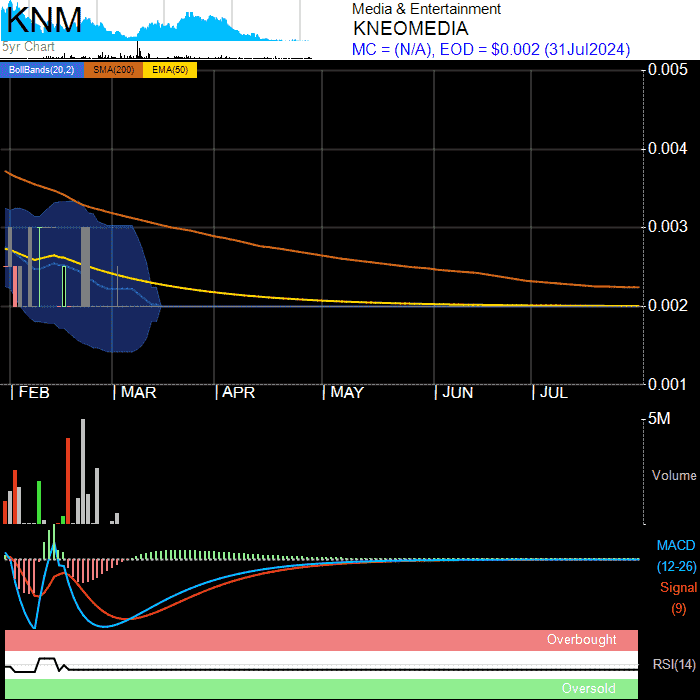 KNM
5yr Chart
Media & Entertainment
KNEOMEDIA
MC = (N/A), EOD = $0.002 (31Jul2024)
BollBands(20,2) SMA(200) EMA(50)
0.005
0.004
0.003
0.002
0.001
FEB MAR APR MAY JUN JUL
5M
Volume
MACD
(12-26)
Signal
(9)
Overbought
RSI(14)
Oversold